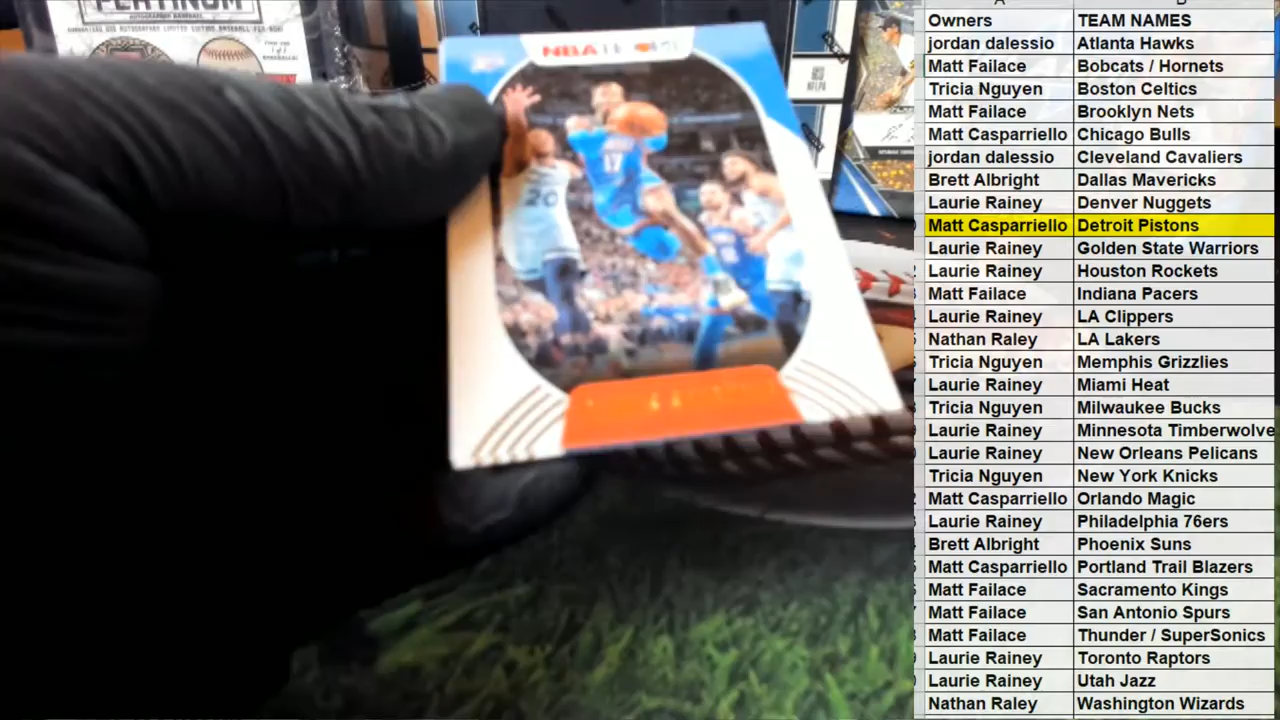 PLATINUM
AUTOGRAPHED BASEBALL
Owners TEAM NAMES
jordan dalessio Atlanta Hawks
Matt Failace Bobcats / Hornets
Tricia Nguyen Boston Celtics
Matt Failace Brooklyn Nets
Matt Casparriello Chicago Bulls
jordan dalessio Cleveland Cavaliers
Brett Albright Dallas Mavericks
Laurie Rainey Denver Nuggets
Matt Casparriello Detroit Pistons
Laurie Rainey Golden State Warriors
Laurie Rainey Houston Rockets
Matt Failace Indiana Pacers
Laurie Rainey LA Clippers
Nathan Raley LA Lakers
Tricia Nguyen Memphis Grizzlies
Laurie Rainey Miami Heat
Tricia Nguyen Milwaukee Bucks
Laurie Rainey Minnesota Timberwolve
Laurie Rainey New Orleans Pelicans
Tricia Nguyen New York Knicks
Matt Casparriello Orlando Magic
Laurie Rainey Philadelphia 76ers
Brett Albright Phoenix Suns
Matt Casparriello Portland Trail Blazers
Matt Failace Sacramento Kings
Matt Failace San Antonio Spurs
Matt Failace Thunder / SuperSonics
Laurie Rainey Toronto Raptors
Laurie Rainey Utah Jazz
Nathan Raley Washington Wizards
NBA
17
20
NFLPA